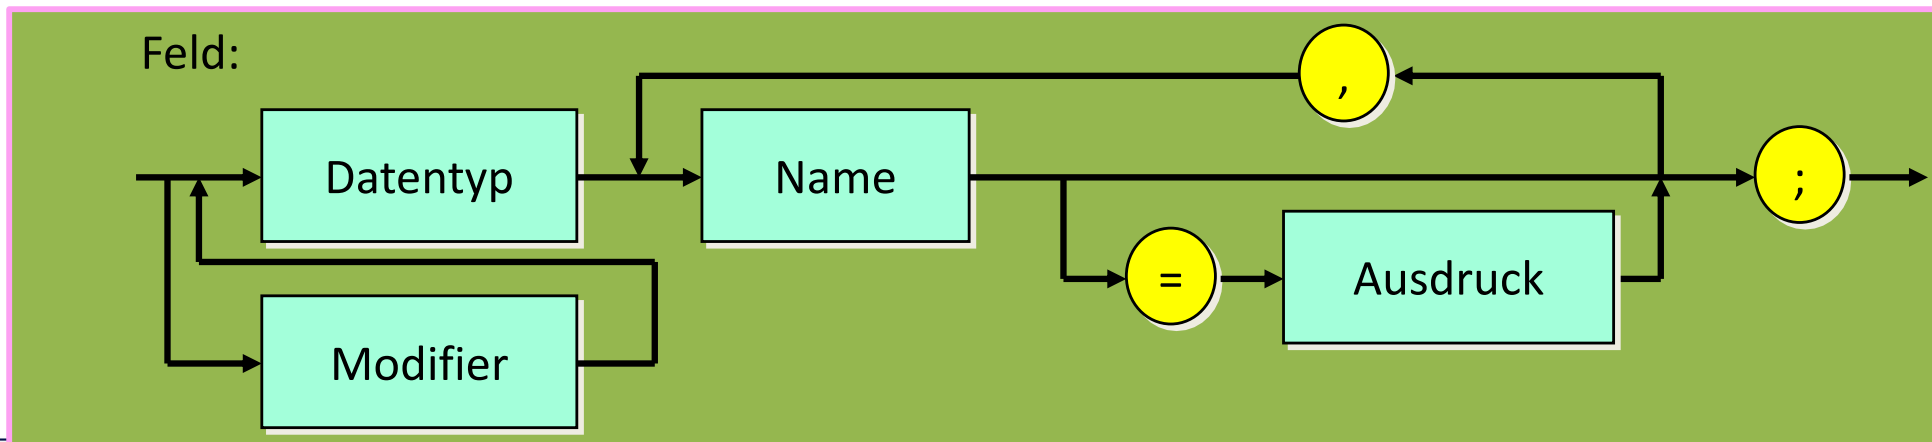 Feld:
,
Datentyp
Name
;
=
Ausdruck
Modifier